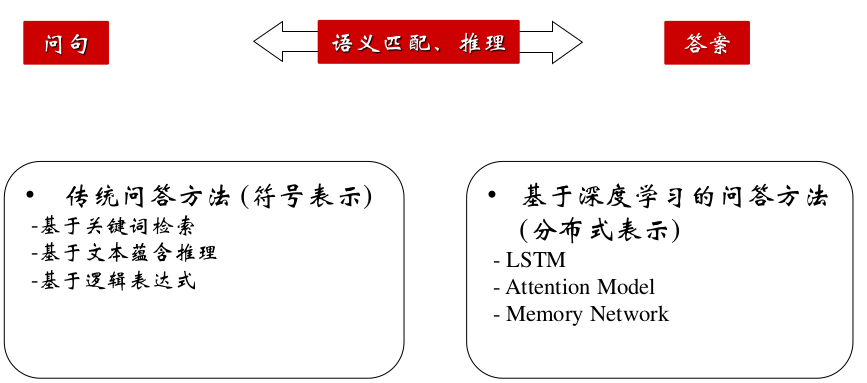 问句
语义匹配、推理
答案
• 传统问答方法(符号表示)
-基于关键词检索
-基于文本蕴含推理
-基于逻辑表达式
• 基于深度学习的问答方法
(分布式表示)
- LSTM
- Attention Model
- Memory Network